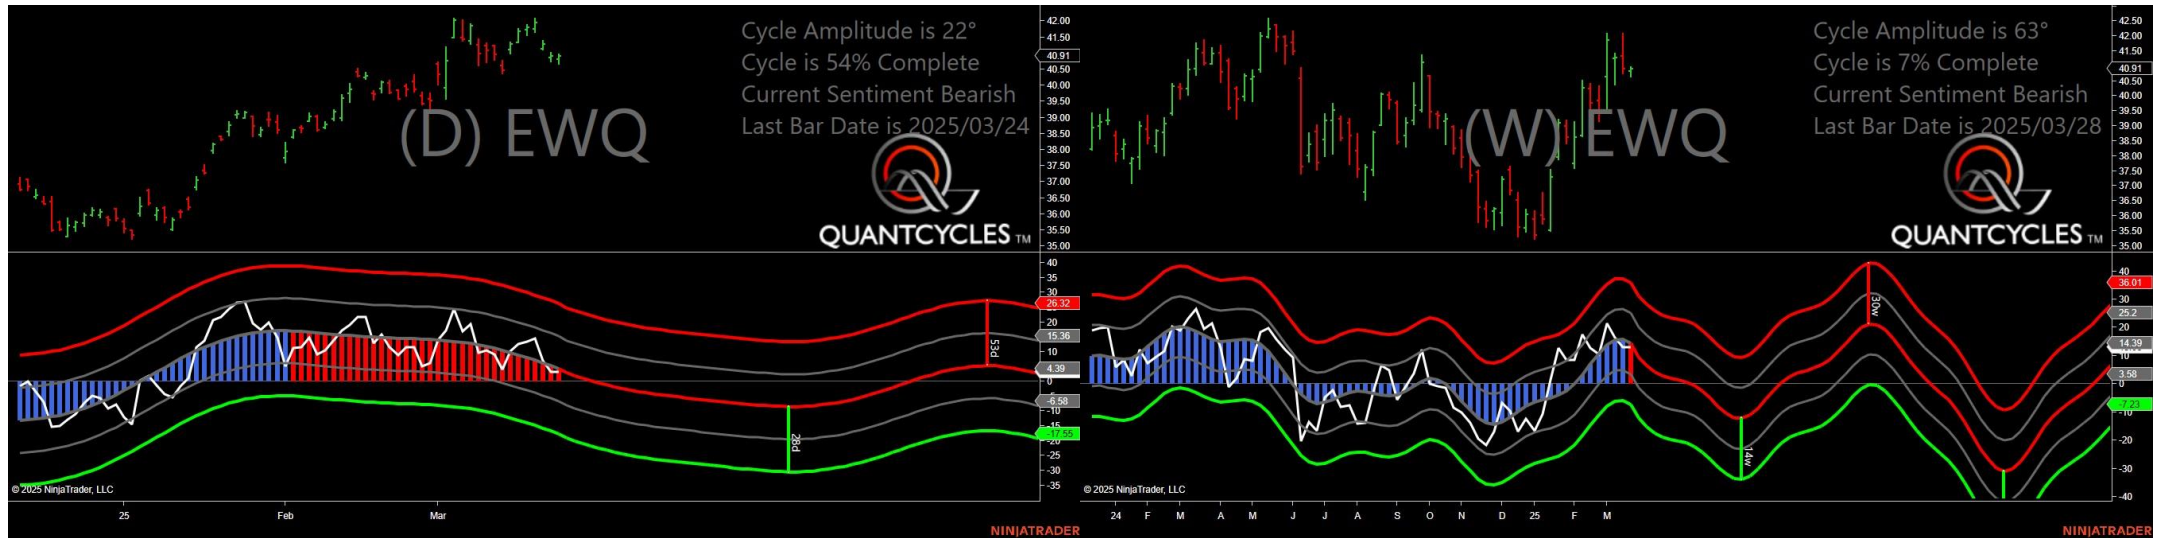 Cycle Amplitude is 22°
Cycle is 54% Complete
Current Sentiment Bearish
Last Bar Date is 2025/03/24
(D) EWQ
QUANTCYCLES TM
42.00
41.50
40.91
40.50
40.00
39.50
39.00
38.50
38.00
37.50
37.00
36.50
36.00
35.50
35.00
40
35
30
26.32
20
15.36
10
4.39
0
-6.58
-10
-17.55
-25
-30
-35
53d
28d
© 2025 NinjaTrader, LLC
25 Feb Mar
NINJATRADER
Cycle Amplitude is 63°
Cycle is 7% Complete
Current Sentiment Bearish
Last Bar Date is 2025/03/28
(W) EWQ
QUANTCYCLES TM
42.50
42.00
41.50
40.91
40.50
40.00
39.50
39.00
38.50
38.00
37.50
37.00
36.50
36.00
35.50
35.00
40
36.01
30
25.2
20
14.39
3.58
0
-7.23
-10
-20
-30
-40
30w
14w
© 2025 NinjaTrader, LLC
24 F M A M J J A S O N D 25 F M
NINJATRADER